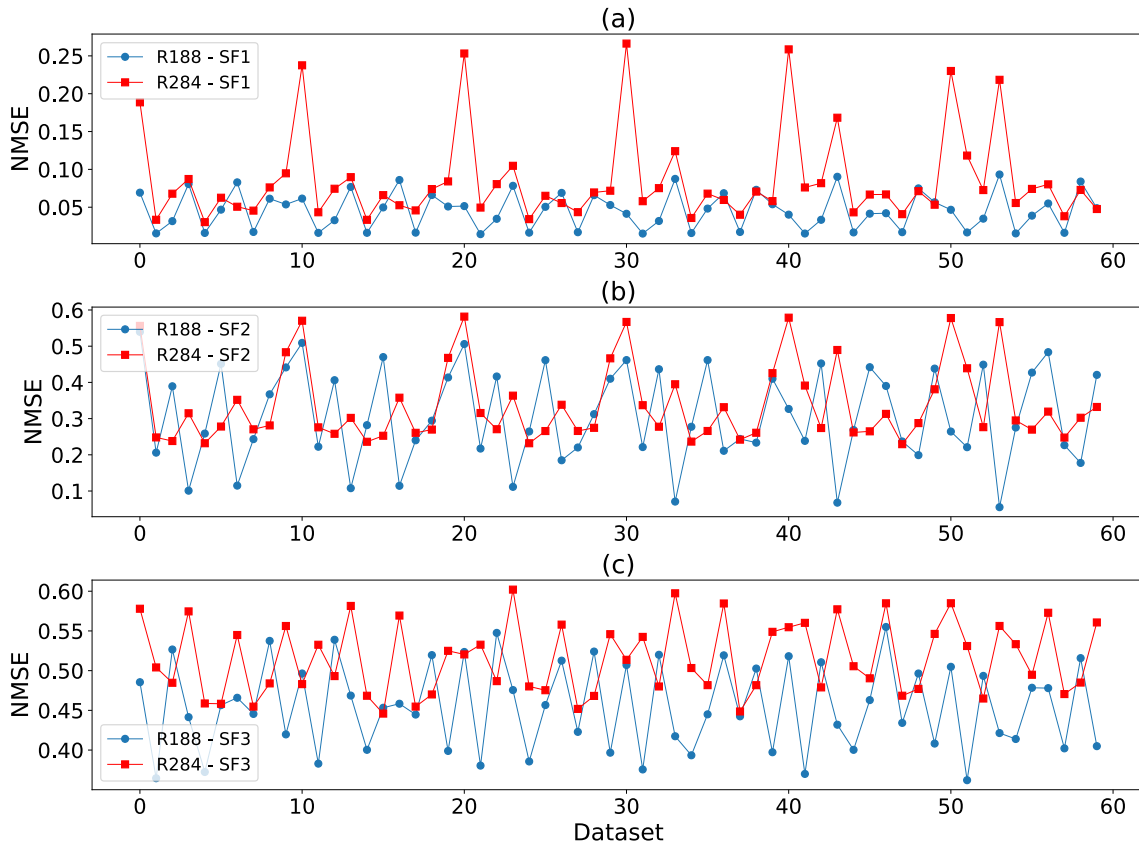 (a)
NMSE
0.25
0.20
0.15
0.10
0.05
R188 - SF1
R284 - SF1
0 10 20 30 40 50 60
(b)
NMSE
0.6
0.5
0.4
0.3
0.2
0.1
R188 - SF2
R284 - SF2
0 10 20 30 40 50 60
(c)
NMSE
0.60
0.55
0.50
0.45
0.40
R188 - SF3
R284 - SF3
0 10 20 30 40 50 60
Dataset